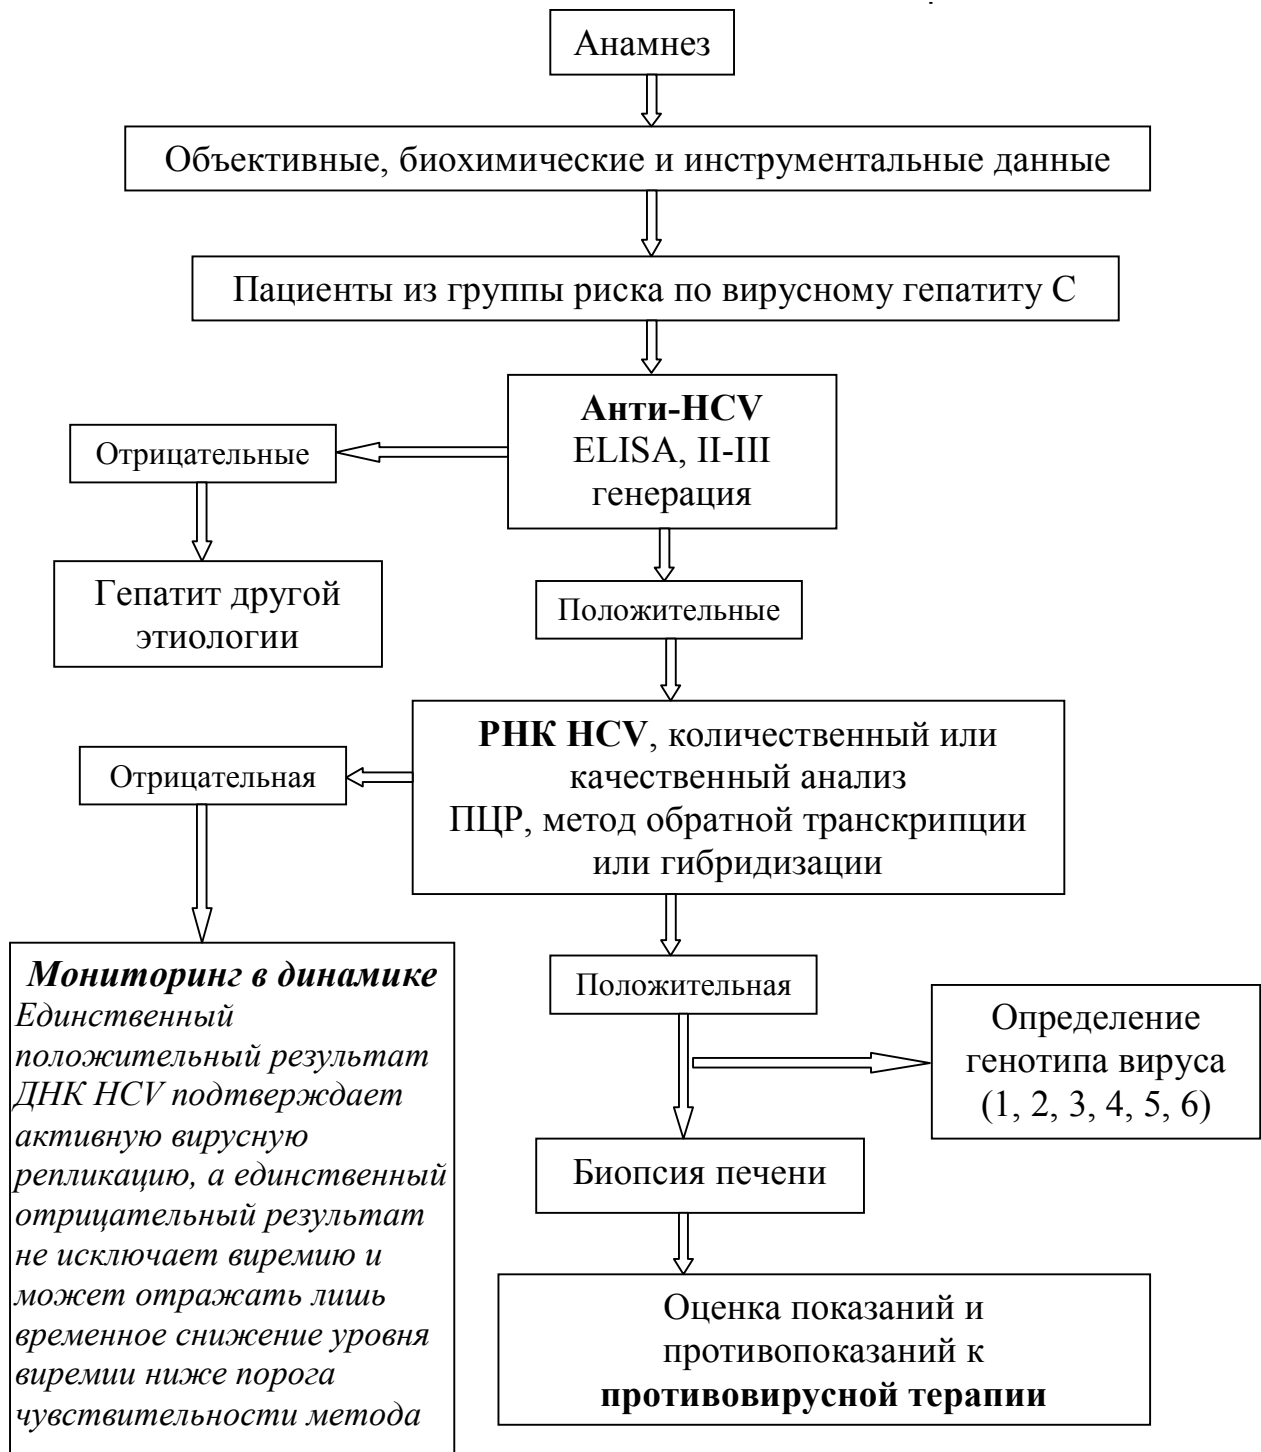 Анамнез
Объективные, биохимические и инструментальные данные
Пациенты из группы риска по вирусному гепатиту С
Анти-HCV
ELISA, II-III
генерация
Отрицательные
Гепатит другой
этиологии
Положительные
РНК HCV, количественный или
качественный анализ
ПЦР, метод обратной транскрипции
или гибридизации
Отрицательная
Мониторинг в динамике
Единственный
положительный результат
ДНК HCV подтверждает
активную вирусную
репликацию, а единственный
отрицательный результат
не исключает виремию и
может отражать лишь
временное снижение уровня
виремии ниже порога
чувствительности метода
Положительная
Определение
генотипа вируса
(1, 2, 3, 4, 5, 6)
Биопсия печени
Оценка показаний и
противопоказаний к
противовирусной терапии